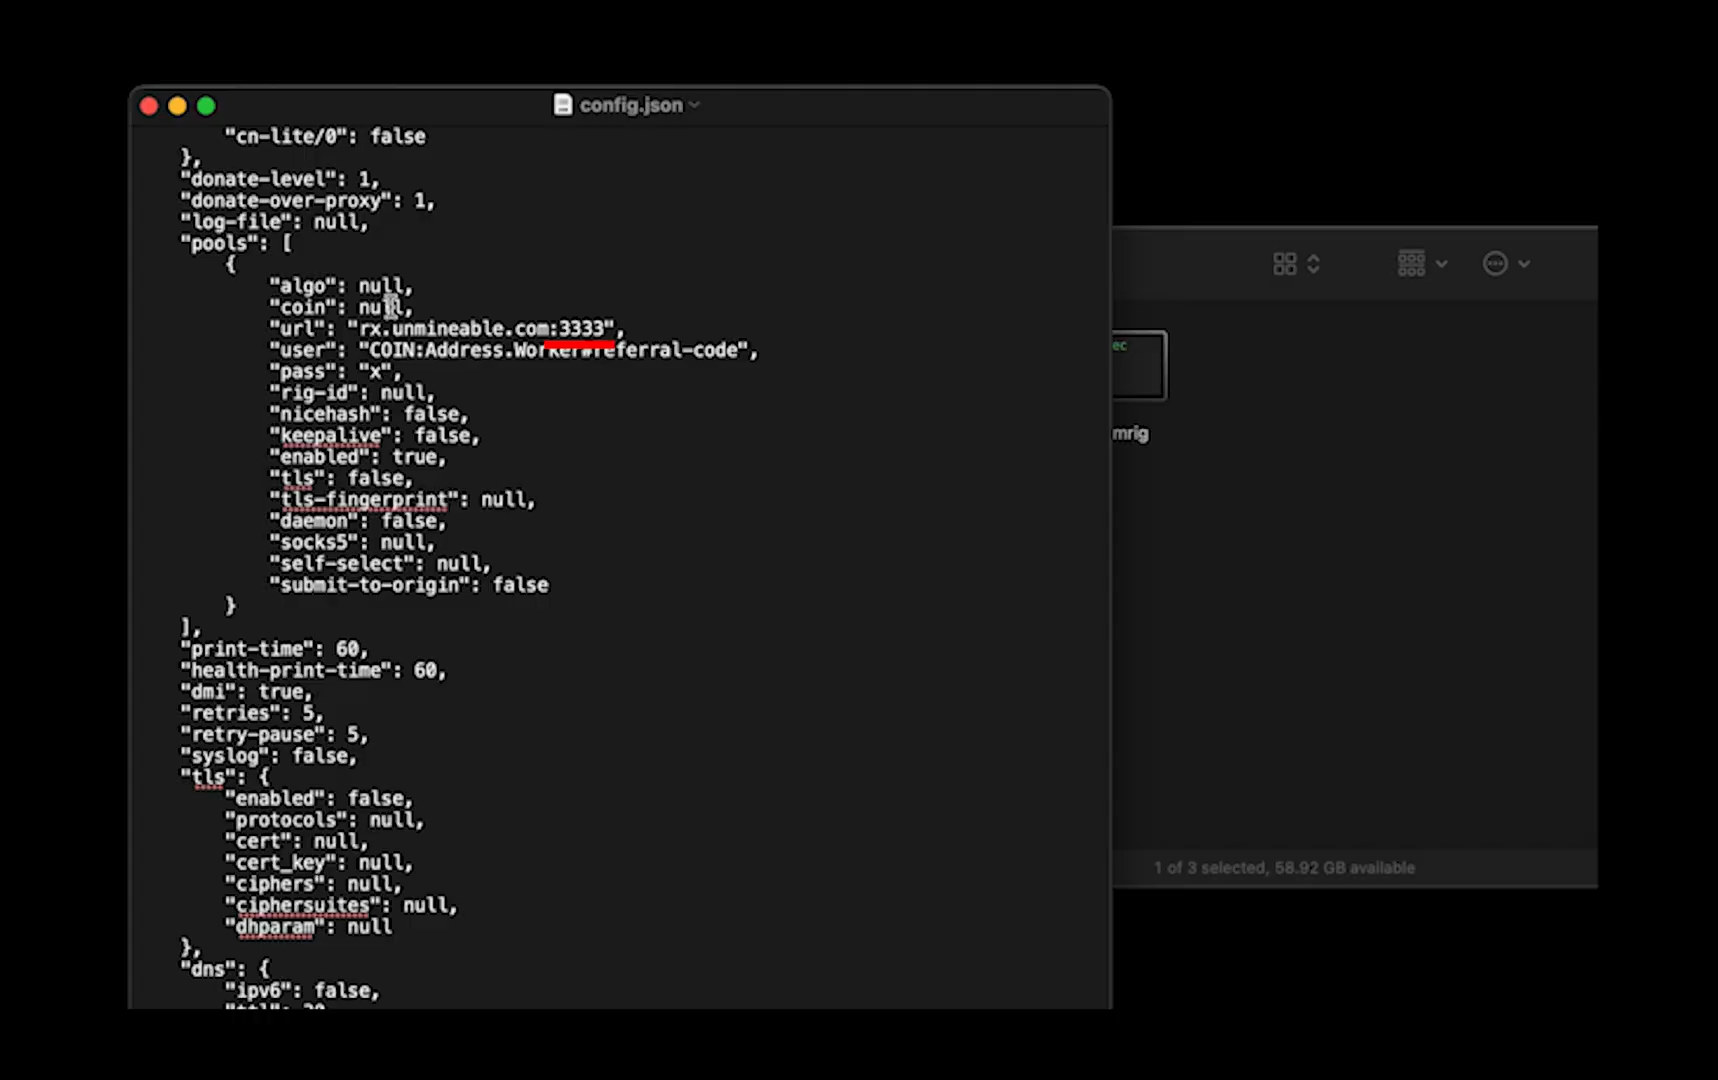 config.json
"cn-lite/0": false
},
"donate-level": 1,
"donate-over-proxy": 1,
"log-file": null,
"pools": [
{
"algo": null,
"coin": null,
"url": "rx.unmineable.com:3333",
"user": "COIN:Address.Worker#referral-code",
"pass": "x",
"rig-id": null,
"nicehash": false,
"keepalive": false,
"enabled": true,
"tls": false,
"tls-fingerprint": null,
"daemon": false,
"socks5": null,
"self-select": null,
"submit-to-origin": false
}
],
"print-time": 60,
"health-print-time": 60,
"dmi": true,
"retries": 5,
"retry-pause": 5,
"syslog": false,
"tls": {
"enabled": false,
"protocols": null,
"cert": null,
"cert_key": null,
"ciphers": null,
"ciphersuites": null,
"dhparam": null
},
"dns": {
"ipv6": false,
ec
mrig
1 of 3 selected, 58.92 GB available